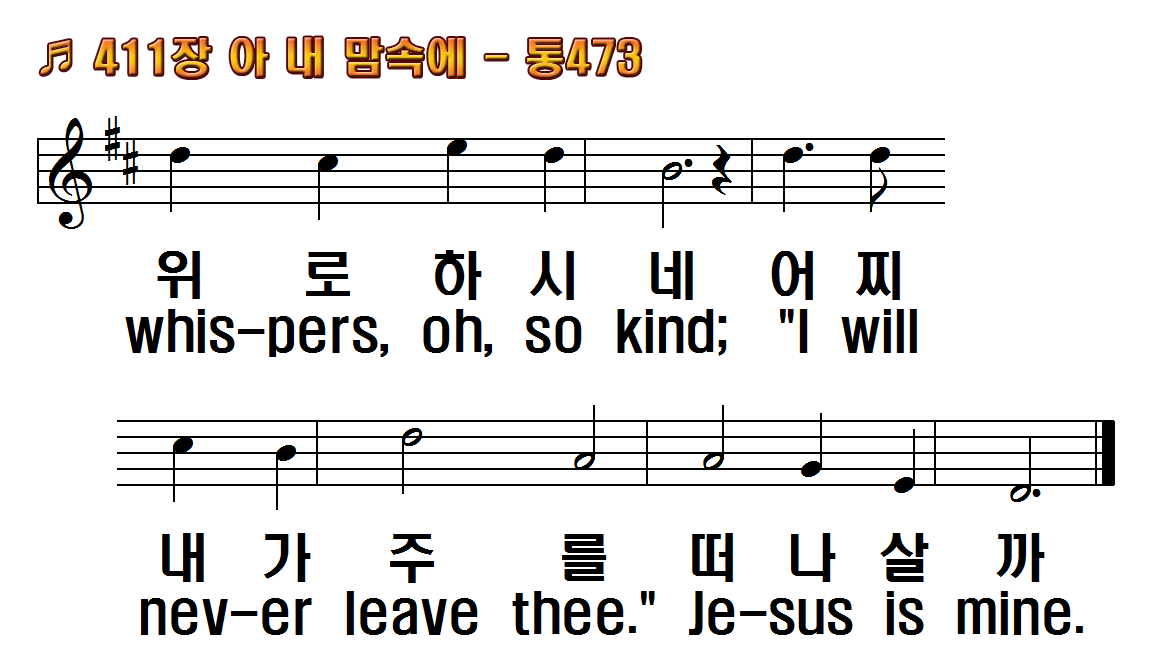 ♬ 411장 아 내 맘속에 - 통473
위 로 하 시 네 어 찌
whis-pers, oh, so kind; "I will
내 가 주 를 떠 나 살 까
nev-er leave thee." Je-sus is mine.